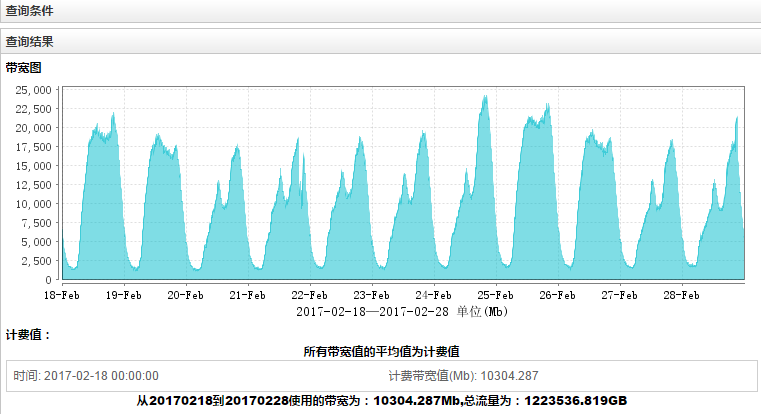 查询条件
查询结果
带宽图
25,000
22,500
20,000
17,500
15,000
12,500
10,000
7,500
5,000
2,500
0
18-Feb 19-Feb 20-Feb 21-Feb 22-Feb 23-Feb 24-Feb 25-Feb 26-Feb 27-Feb 28-Feb
2017-02-18—2017-02-28 单位(Mb)
计费值：
所有带宽值的平均值为计费值
时间: 2017-02-18 00:00:00 计费带宽值(Mb): 10304.287
从20170218到20170228使用的带宽为：10304.287Mb,总流量为：1223536.819GB